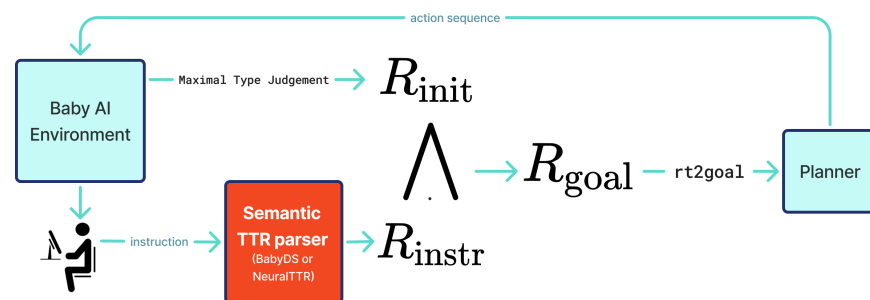 action sequence
Baby AI
Environment
Maximal Type Judgement
R_init
∧
R_goal
rt2goal
Planner
instruction
Semantic
TTR parser
(BabyDS or
NeuralTTR)
R_instr